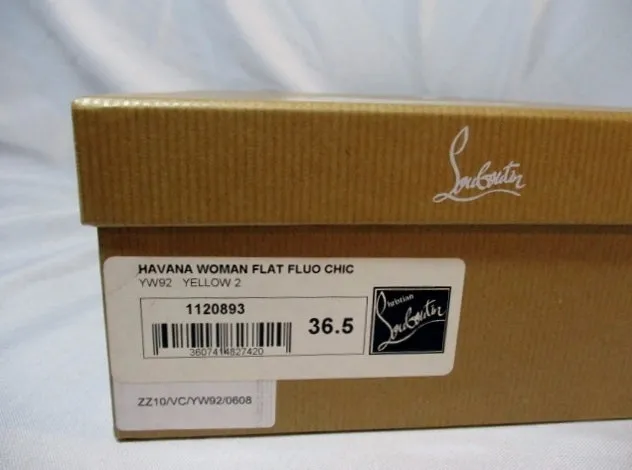 Louboutin
HAVANA WOMAN FLAT FLUO CHIC
YW92 YELLOW 2
1120893
36.5
3607414827420
Christian
Louboutin
ZZ10/VC/YW92/0608